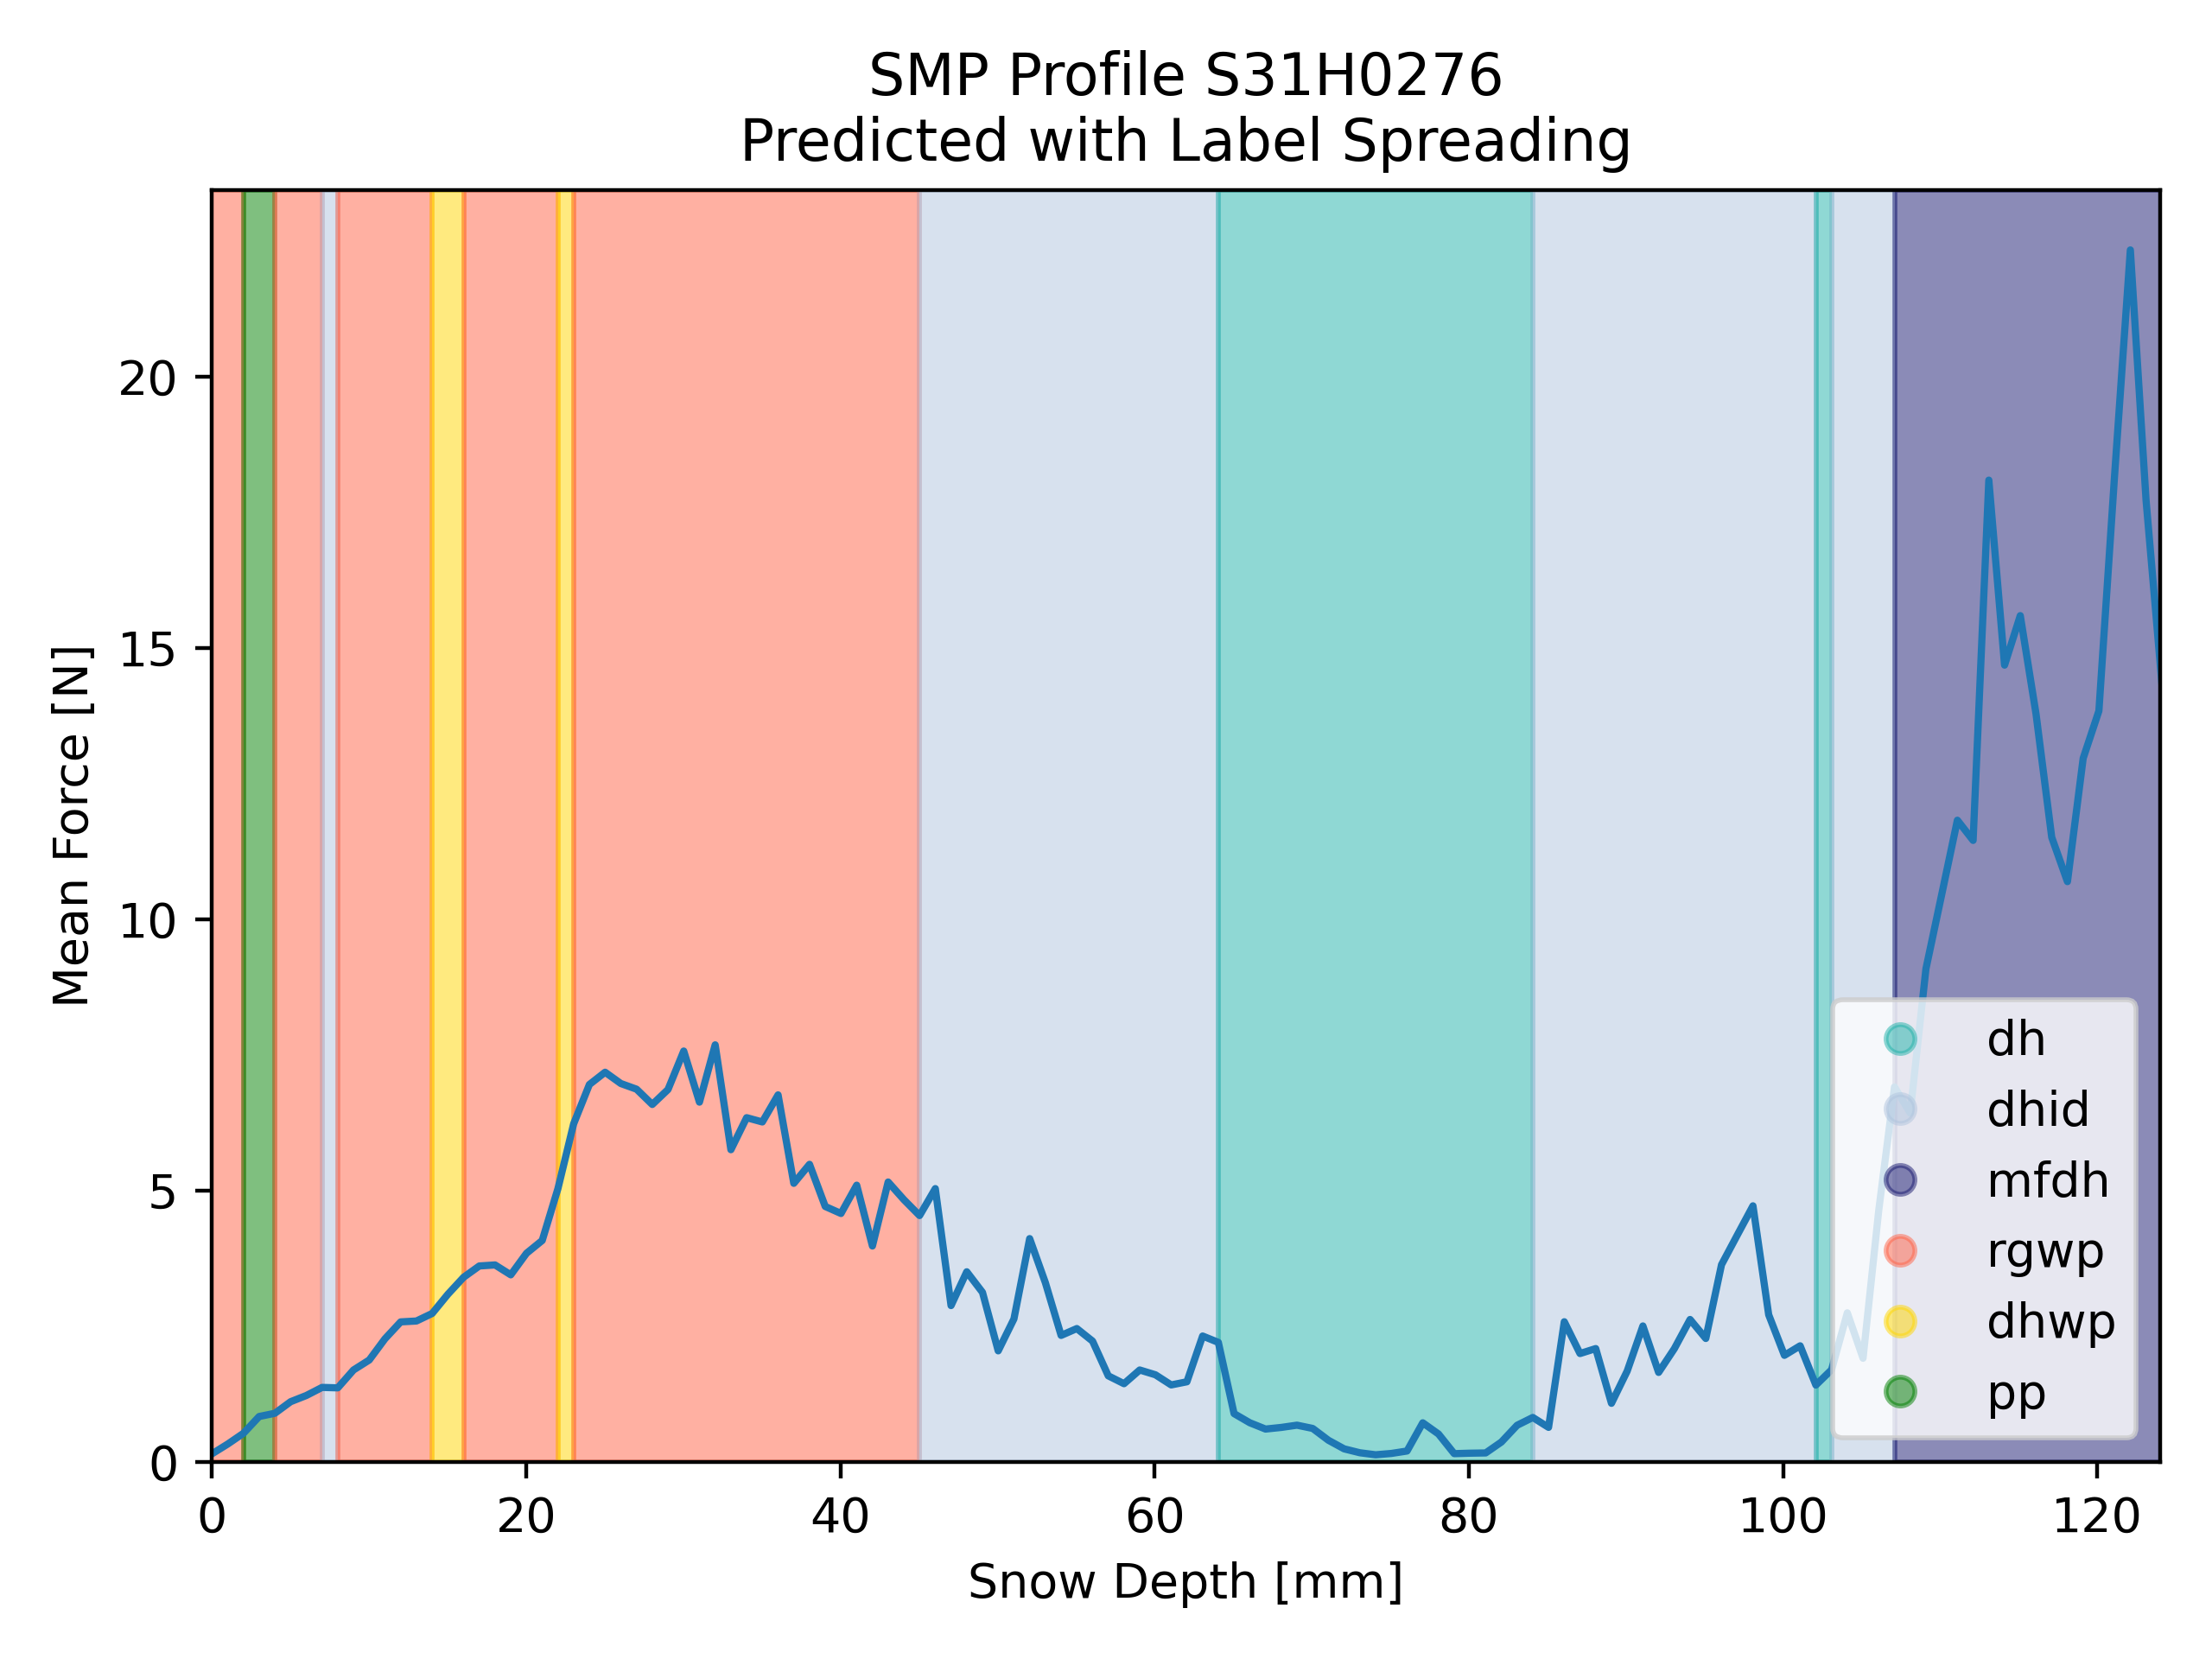 SMP Profile S31H0276
Predicted with Label Spreading
Mean Force [N]
20
15
10
5
0
dh
dhid
mfdh
rgwp
dhwp
pp
0 20 40 60 80 100 120
Snow Depth [mm]